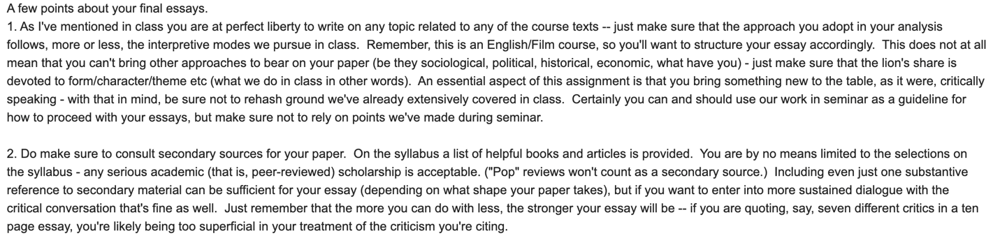 A few points about your final essays.
1. As I've mentioned in class you are at perfect liberty to write on any topic related to any of the course texts -- just make sure that the approach you adopt in your analysis
follows, more or less, the interpretive modes we pursue in class.  Remember, this is an English/Film course, so you'll want to structure your essay accordingly.  This does not at all
mean that you can't bring other approaches to bear on your paper (be they sociological, political, historical, economic, what have you) - just make sure that the lion's share is
devoted to form/character/theme etc (what we do in class in other words).  An essential aspect of this assignment is that you bring something new to the table, as it were, critically
speaking - with that in mind, be sure not to rehash ground we've already extensively covered in class.  Certainly you can and should use our work in seminar as a guideline for
how to proceed with your essays, but make sure not to rely on points we've made during seminar.

2. Do make sure to consult secondary sources for your paper.  On the syllabus a list of helpful books and articles is provided.  You are by no means limited to the selections on
the syllabus - any serious academic (that is, peer-reviewed) scholarship is acceptable. ("Pop" reviews won't count as a secondary source.)  Including even just one substantive
reference to secondary material can be sufficient for your essay (depending on what shape your paper takes), but if you want to enter into more sustained dialogue with the
critical conversation that's fine as well.  Just remember that the more you can do with less, the stronger your essay will be -- if you are quoting, say, seven different critics in a ten
page essay, you're likely being too superficial in your treatment of the criticism you're citing.